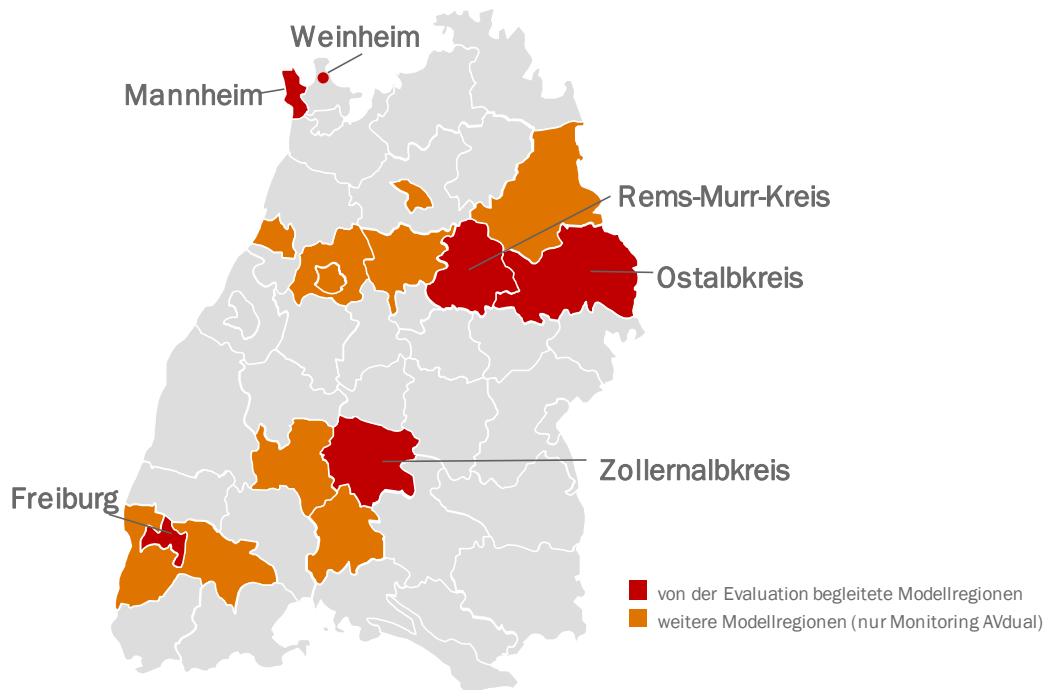 Weinheim
Mannheim
Rems-Murr-Kreis
Ostalbkreis
Zollernalbkreis
Freiburg
von der Evaluation begleitete Modellregionen
weitere Modellregionen (nur Monitoring AVdual)